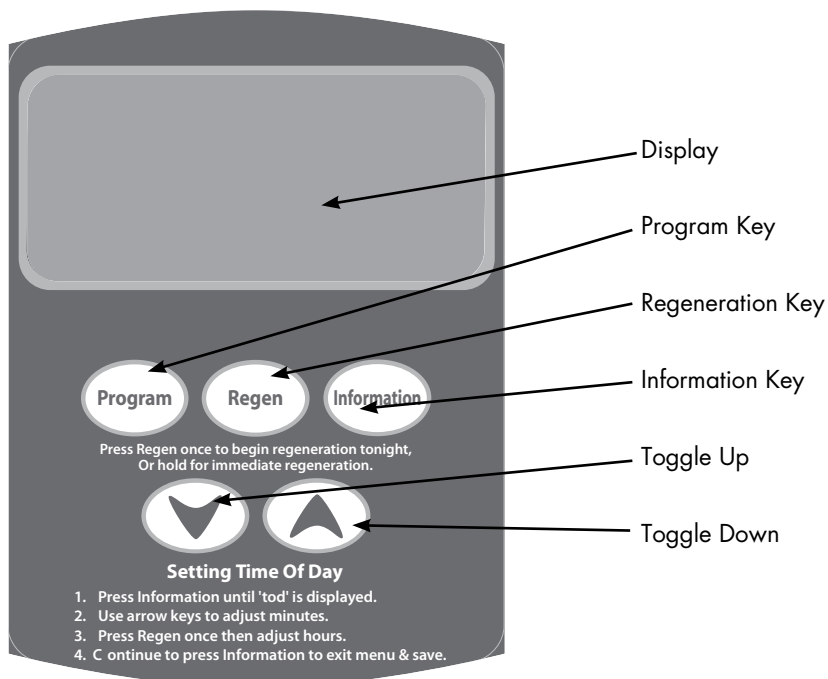 Display
Program Key
Regeneration Key
Information Key
Toggle Up
Toggle Down
Program
Regen
Information
Press Regen once to begin regeneration tonight,
Or hold for immediate regeneration.
Setting Time Of Day
1. Press Information until 'tod' is displayed.
2. Use arrow keys to adjust minutes.
3. Press Regen once then adjust hours.
4. C ontinue to press Information to exit menu & save.